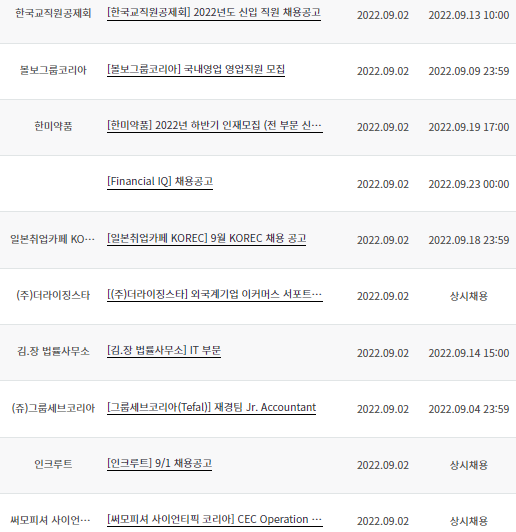 한국교직원공제회 [한국교직원공제회] 2022년도 신입 직원 채용공고 2022.09.02 2022.09.13 10:00
볼보그룹코리아 [볼보그룹코리아] 국내영업 영업직원 모집 2022.09.02 2022.09.09 23:59
한미약품 [한미약품] 2022년 하반기 인재모집 (전 부문 신… 2022.09.02 2022.09.19 17:00
[Financial IQ] 채용공고 2022.09.02 2022.09.23 00:00
일본취업카페 KO… [일본취업카페 KOREC] 9월 KOREC 채용 공고 2022.09.02 2022.09.18 23:59
(주)더라이징스타 [(주)더라이징스타] 외국계기업 이커머스 서포트… 2022.09.02 상시채용
김.장 법률사무소 [김.장 법률사무소] IT 부문 2022.09.02 2022.09.14 15:00
(쥬)그룹세브코리아 [그룹세브코리아(Tefal)] 재경팀 Jr. Accountant 2022.09.02 2022.09.04 23:59
인크루트 [인크루트] 9/1 채용공고 2022.09.02 상시채용
써모피셔 사이언… [써모피셔 사이언티픽 코리아] CEC Operation … 2022.09.02 상시채용